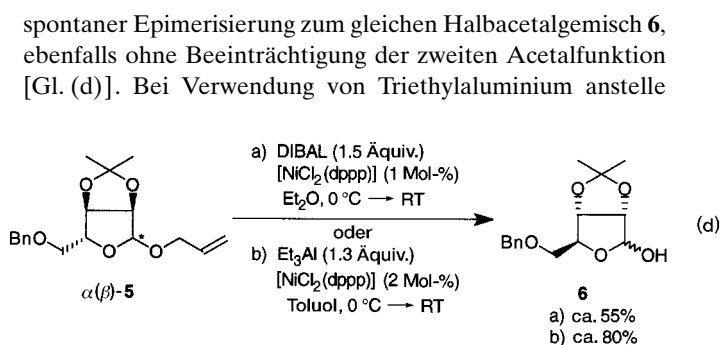 spontaner Epimerisierung zum gleichen Halbacetalgemisch 6,
ebenfalls ohne Beeinträchtigung der zweiten Acetalfunktion
[Gl. (d)]. Bei Verwendung von Triethylaluminium anstelle
a) DIBAL (1.5 Äquiv.)
[NiCl2(dppp)] (1 Mol-%)
Et2O, 0 °C → RT
oder
b) Et3Al (1.3 Äquiv.)
[NiCl2(dppp)] (2 Mol-%)
Toluol, 0 °C → RT
O O
BnO O * O
α(β)-5
O O
BnO O OH
6
a) ca. 55%
b) ca. 80%
(d)